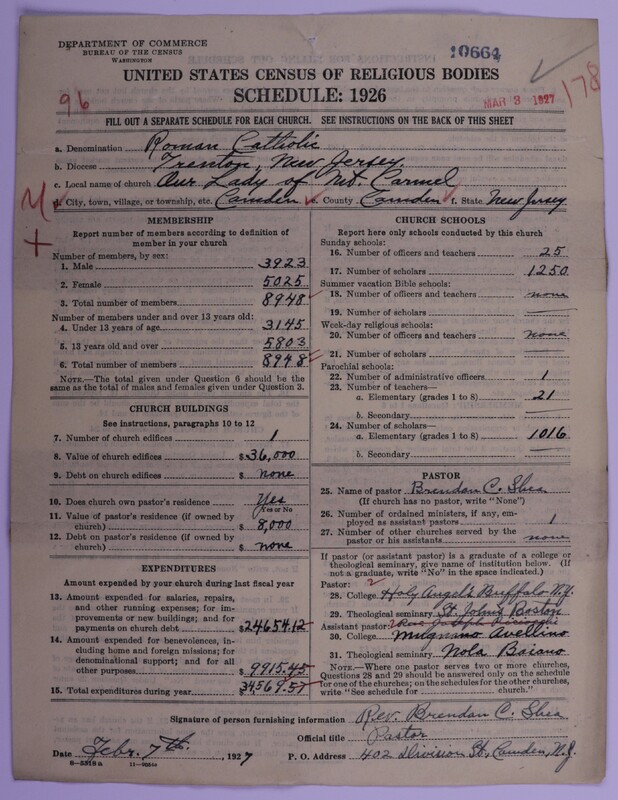 DEPARTMENT OF COMMERCE
BUREAU OF THE CENSUS
WASHINGTON
10664
UNITED STATES CENSUS OF RELIGIOUS BODIES
SCHEDULE: 1926
96
MAR 3 1927
178
FILL OUT A SEPARATE SCHEDULE FOR EACH CHURCH. SEE INSTRUCTIONS ON THE BACK OF THIS SHEET
a. Denomination Roman Catholic
b. Diocese Trenton, New Jersey
c. Local name of church Our Lady of Mt. Carmel
d. City, town, village, or township, etc. Camden e. County Camden f. State New Jersey
MEMBERSHIP
Report number of members according to definition of member in your church
Number of members, by sex:
1. Male 3923
2. Female 5025
3. Total number of members 8948
Number of members under and over 13 years old:
4. Under 13 years of age 3145
5. 13 years old and over 5803
6. Total number of members 8948
NOTE.—The total given under Question 6 should be the same as the total of males and females given under Question 3.
CHURCH BUILDINGS
See instructions, paragraphs 10 to 12
7. Number of church edifices 1
8. Value of church edifices $36,000
9. Debt on church edifices $ none
10. Does church own pastor's residence Yes
Yes or No
11. Value of pastor's residence (if owned by church) $ 8,000
12. Debt on pastor's residence (if owned by church) $ none
EXPENDITURES
Amount expended by your church during last fiscal year
13. Amount expended for salaries, repairs, and other running expenses; for improvements or new buildings; and for payments on church debt $24654.12
14. Amount expended for benevolences, including home and foreign missions; for denominational support; and for all other purposes $ 9915.45
15. Total expenditures during year $34569.57
CHURCH SCHOOLS
Report here only schools conducted by this church
Sunday schools:
16. Number of officers and teachers 25
17. Number of scholars 1250
Summer vacation Bible schools:
18. Number of officers and teachers none
19. Number of scholars
Week-day religious schools:
20. Number of officers and teachers none
21. Number of scholars
Parochial schools:
22. Number of administrative officers 1
23. Number of teachers—
a. Elementary (grades 1 to 8) 21
b. Secondary
24. Number of scholars—
a. Elementary (grades 1 to 8) 1016
b. Secondary
PASTOR
25. Name of pastor Brendan C. Shea
(If church has no pastor, write "None")
26. Number of ordained ministers, if any, employed as assistant pastors 1
27. Number of other churches served by the pastor or his assistants none
If pastor (or assistant pastor) is a graduate of a college or theological seminary, give name of institution below. (If not a graduate, write "No" in the space indicated.)
Pastor:
28. College Holy Angels Buffalo N.Y.
29. Theological seminary St. Johns Boston
Assistant pastor:
30. College Mugnano Avellino
31. Theological seminary Nola Baiano
NOTE.—Where one pastor serves two or more churches, Questions 28 and 29 should be answered only on the schedule for one of the churches; on the schedules for the other churches, write "See schedule for church."
Signature of person furnishing information Rev. Brendan C. Shea
Official title Pastor
Date Febr. 7th., 1927 P. O. Address 402 Division St., Camden, N.J.